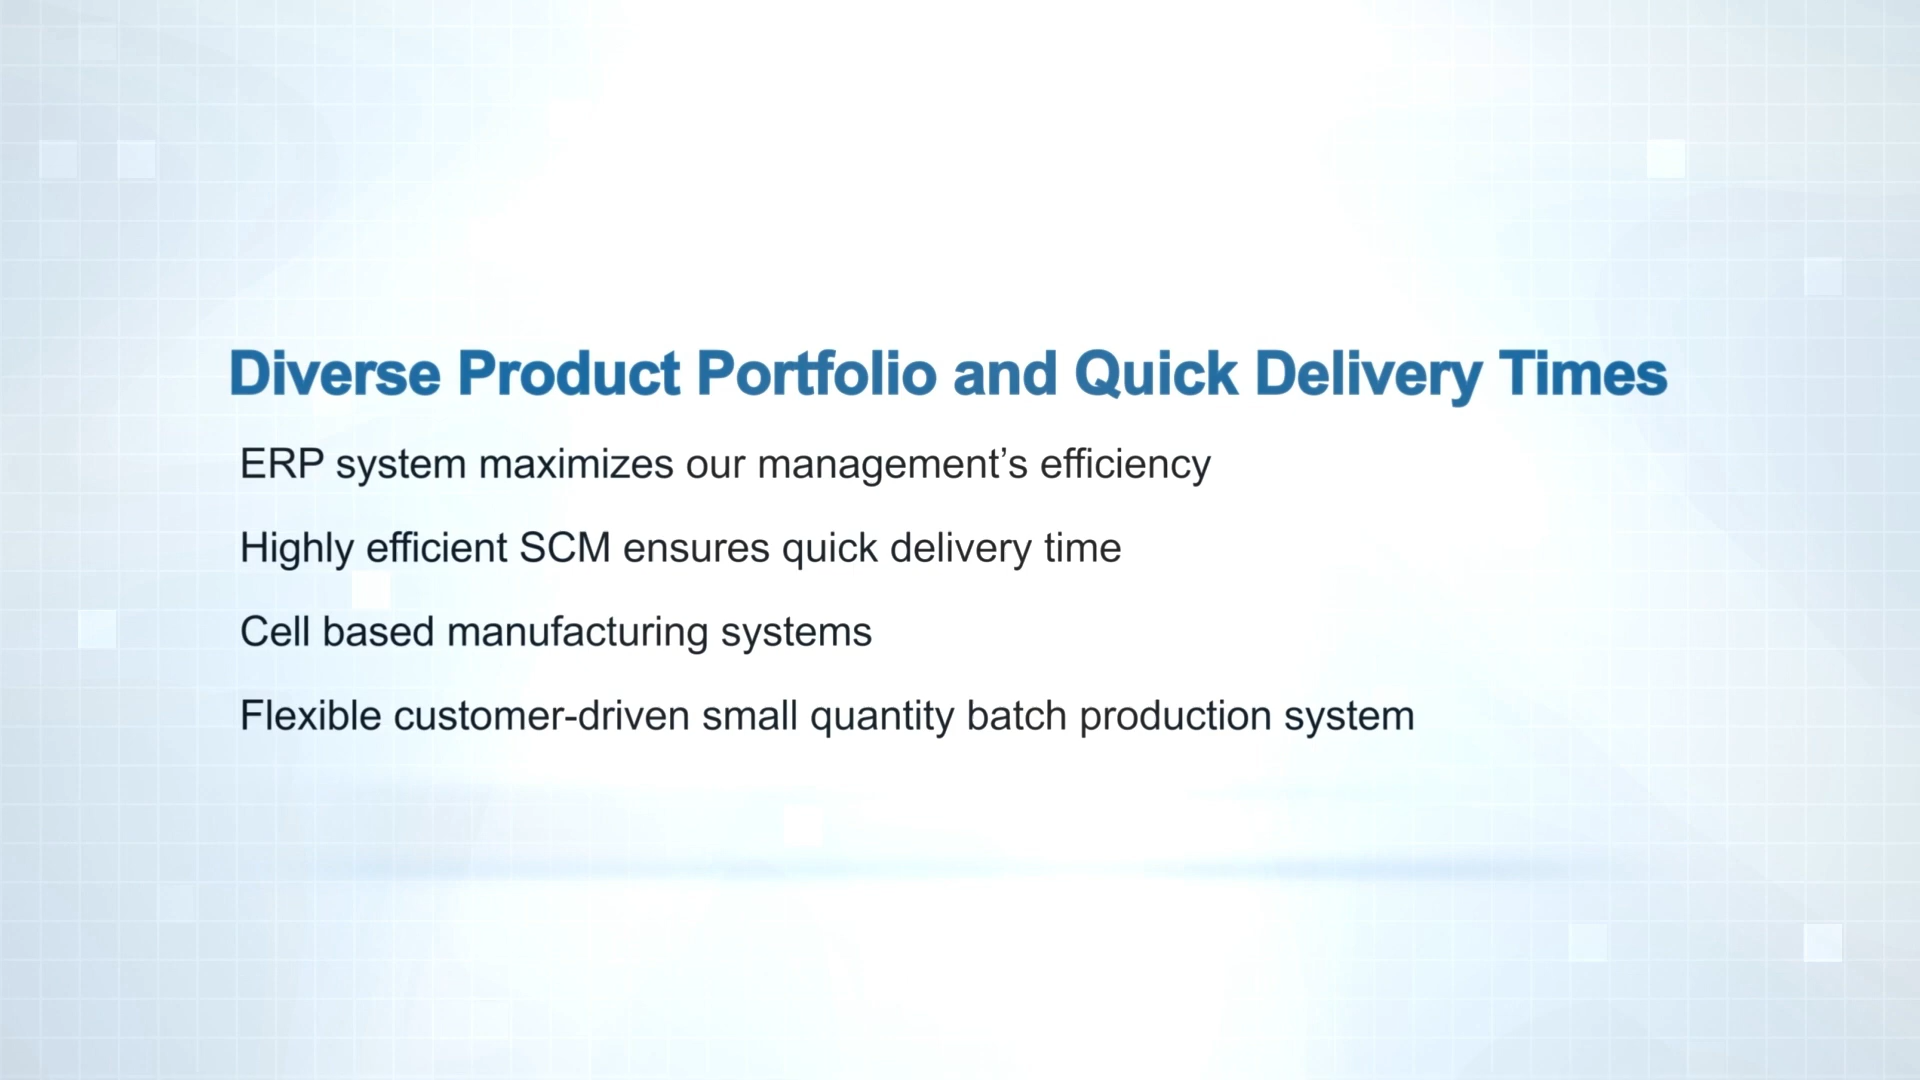 Diverse Product Portfolio and Quick Delivery Times
ERP system maximizes our management’s efficiency
Highly efficient SCM ensures quick delivery time
Cell based manufacturing systems
Flexible customer-driven small quantity batch production system